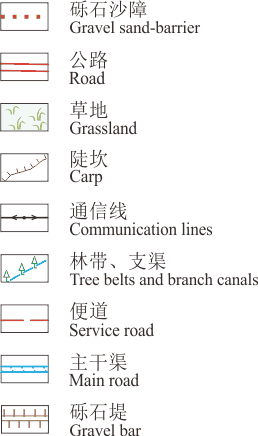 砾石沙障
Gravel sand-barrier
公路
Road
草地
Grassland
陡坎
Carp
通信线
Communication lines
林带、支渠
Tree belts and branch canals
便道
Service road
主干渠
Main road
砾石堤
Gravel bar